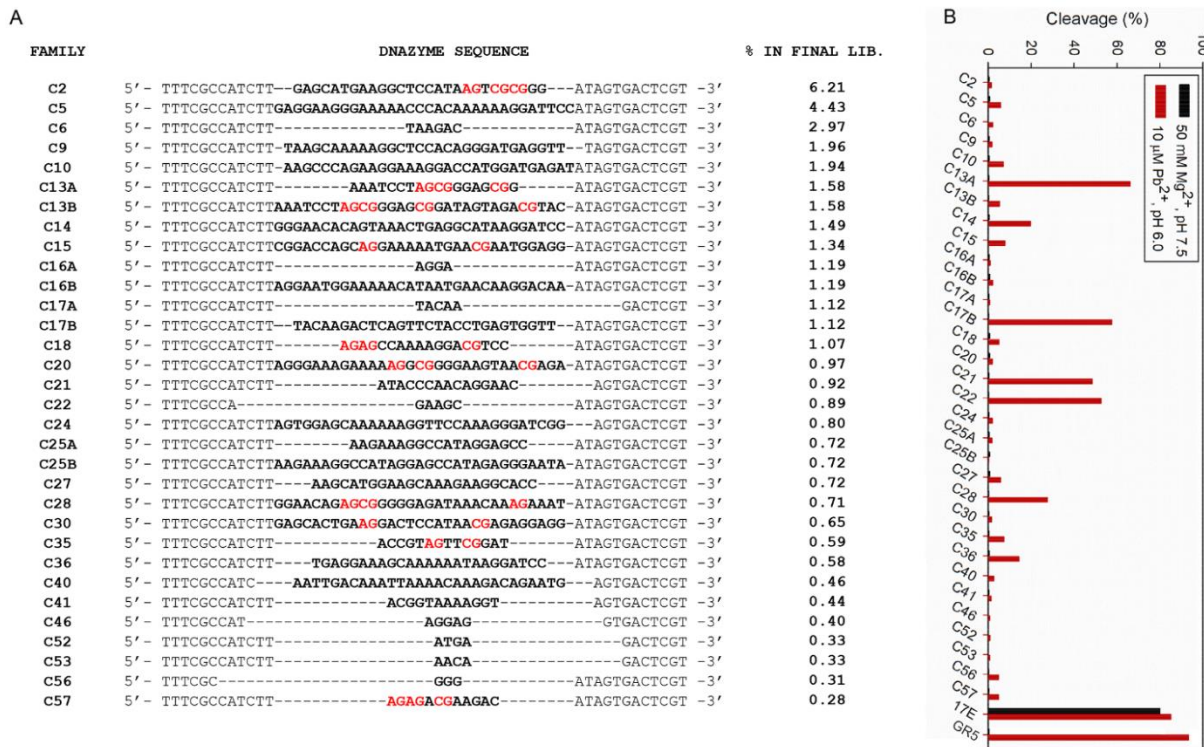 A
FAMILY DNAZYME SEQUENCE % IN FINAL LIB.
C2 5'- TTTCGCCATCTT--GAGCATGAAGGCTCCATAAGTCGCGGG---ATAGTGACTCGT -3' 6.21
C5 5'- TTTCGCCATCTTGAGGAAGGGAAAAACCCACAAAAAAGGATTCCATAGTGACTCGT -3' 4.43
C6 5'- TTTCGCCATCTT--------------TAAGAC------------ATAGTGACTCGT -3' 2.97
C9 5'- TTTCGCCATCTT-TAAGCAAAAAGGCTCCACAGGGATGAGGTT-ATAGTGACTCGT -3' 1.96
C10 5'- TTTCGCCATCTT-AAGCCCAGAAGGAAAGGACCATGGATGAGATATAGTGACTCGT -3' 1.94
C13A 5'- TTTCGCCATCTT--------AAATCCTAGCGGGAGCGG------ATAGTGACTCGT -3' 1.58
C13B 5'- TTTCGCCATCTTAAATCCTAGCGGGAGCGGATAGTAGACGTAC-ATAGTGACTCGT -3' 1.58
C14 5'- TTTCGCCATCTTGGGAACACAGTAAACTGAGGCATAAGGATCC-ATAGTGACTCGT -3' 1.49
C15 5'- TTTCGCCATCTTCGGACCAGCAGGAAAAATGAACGAATGGAGG-ATAGTGACTCGT -3' 1.34
C16A 5'- TTTCGCCATCTT---------------AGGA-------------ATAGTGACTCGT -3' 1.19
C16B 5'- TTTCGCCATCTTAGGAATGGAAAAACATAATGAACAAGGACAA-ATAGTGACTCGT -3' 1.19
C17A 5'- TTTCGCCATCTT---------------TACAA-----------------GACTCGT -3' 1.12
C17B 5'- TTTCGCCATCTT--TACAAGACTCAGTTCTACCTGAGTGGTT--ATAGTGACTCGT -3' 1.12
C18 5'- TTTCGCCATCTT-------AGAGCCAAAAGGACGTCC-------ATAGTGACTCGT -3' 1.07
C20 5'- TTTCGCCATCTTAGGGAAAGAAAAAGGCGGGGAAGTAACGAGA-ATAGTGACTCGT -3' 0.97
C21 5'- TTTCGCCATCTT-----------ATACCCAACAGGAAC--------AGTGACTCGT -3' 0.92
C22 5'- TTTCGCCA-------------------GAAGC--------------AGTGACTCGT -3' 0.89
C24 5'- TTTCGCCATCTTAGTGGAGCAAAAAAGGTTCCAAAGGGATCGG-ATAGTGACTCGT -3' 0.80
C25A 5'- TTTCGCCATCTT--------AAGAAAGGCCATAGGAGCC-----ATAGTGACTCGT -3' 0.72
C25B 5'- TTTCGCCATCTTAAGAAAGGCCATAGGAGCCATAGAGGGAATA-ATAGTGACTCGT -3' 0.72
C27 5'- TTTCGCCATCTT----AAGCATGGAAGCAAAGAAGGCACC----ATAGTGACTCGT -3' 0.72
C28 5'- TTTCGCCATCTTGGAACAGAGCGGGGGAGATAAACAAAGAAAT-ATAGTGACTCGT -3' 0.71
C30 5'- TTTCGCCATCTTGAGCACTGAAGGACTCCATAACGAGAGGAGG-ATAGTGACTCGT -3' 0.65
C35 5'- TTTCGCCATCTT-----------ACCGTAGTTCGGAT-------ATAGTGACTCGT -3' 0.59
C36 5'- TTTCGCCATCTT----TGAGGAAAGCAAAAAATAAGGATCC---ATAGTGACTCGT -3' 0.58
C40 5'- TTTCGCCATC----AATTGACAAATTAAAACAAAGACAGAATG-ATAGTGACTCGT -3' 0.46
C41 5'- TTTCGCCATCTT------------ACGGTAAAAGGT----------AGTGACTCGT -3' 0.44
C46 5'- TTTCGCCAT-------------------AGGAG--------------GTGACTCGT -3' 0.40
C52 5'- TTTCGCCATCTT-----------------ATGA----------------GACTCGT -3' 0.33
C53 5'- TTTCGCCATCTT-----------------AACA----------------GACTCGT -3' 0.33
C56 5'- TTTCGC-----------------------GGG------------ATAGTGACTCGT -3' 0.31
C57 5'- TTTCGCCATCTT------------AGAGACGAAGAC--------ATAGTGACTCGT -3' 0.28
B
Cleavage (%)
0 20 40 60 80 100
50 mM Mg²⁺, pH 7.5
10 μM Pb²⁺, pH 6.0
C2
C5
C6
C9
C10
C13A
C13B
C14
C15
C16A
C16B
C17A
C17B
C18
C20
C21
C22
C24
C25A
C25B
C27
C28
C30
C35
C36
C40
C41
C46
C52
C53
C56
C57
17E
GR5